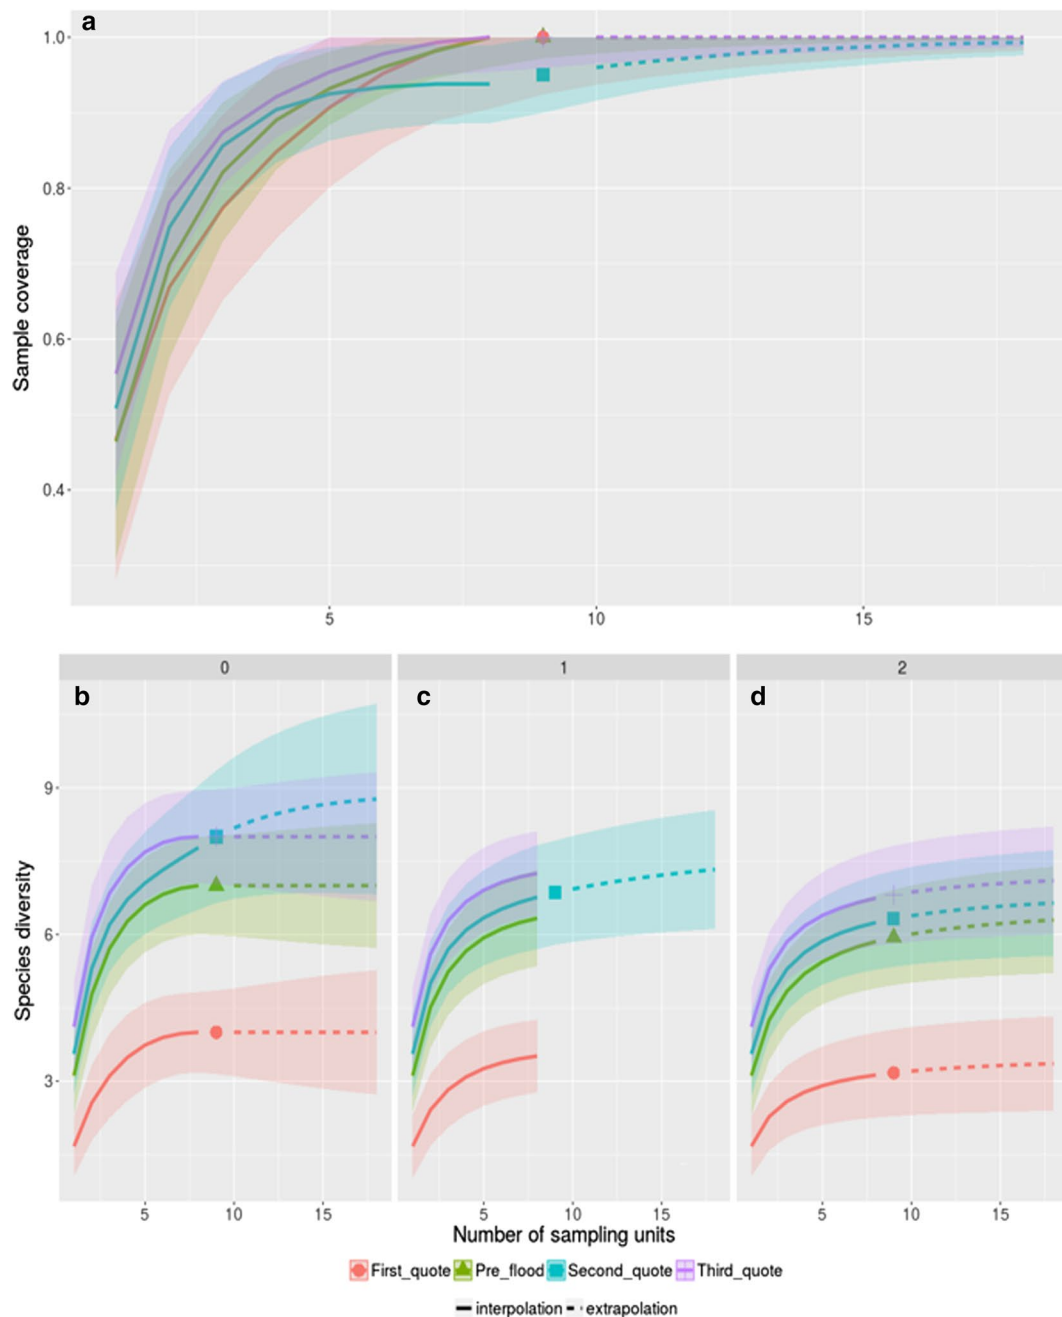 a
1.0
0.8
0.6
0.4
Sample coverage
5 10 15
0 1 2
b c d
9
6
3
Species diversity
5 10 15 5 10 15 5 10 15
Number of sampling units
First_quote Pre_flood Second_quote Third_quote
interpolation extrapolation